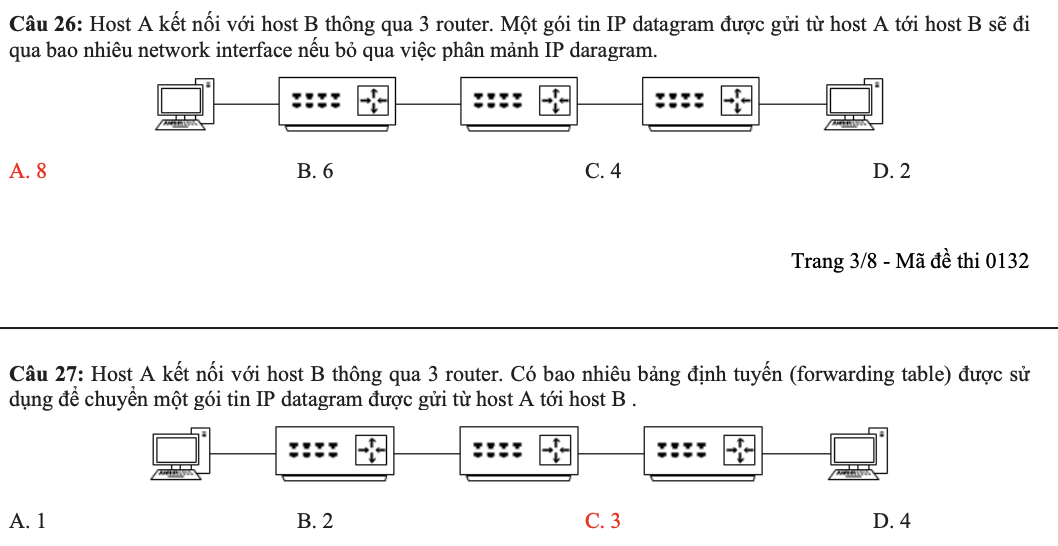 Câu 26: Host A kết nối với host B thông qua 3 router. Một gói tin IP datagram được gửi từ host A tới host B sẽ đi
qua bao nhiêu network interface nếu bỏ qua việc phân mảnh IP daragram.
A. 8 B. 6 C. 4 D. 2
Trang 3/8 - Mã đề thi 0132
Câu 27: Host A kết nối với host B thông qua 3 router. Có bao nhiêu bảng định tuyến (forwarding table) được sử
dụng để chuyển một gói tin IP datagram được gửi từ host A tới host B .
A. 1 B. 2 C. 3 D. 4